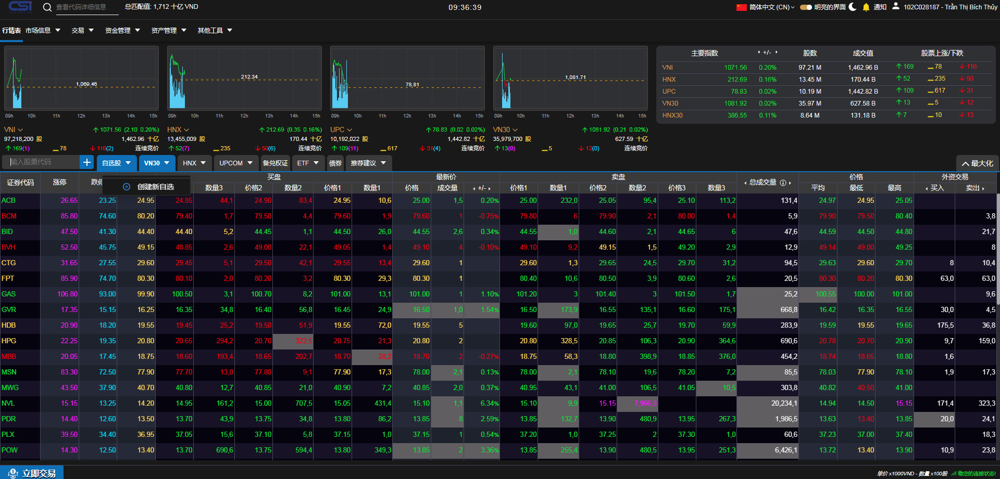 CSI 查看代码详细信息 总匹配值: 1,712 十亿 VND 09:36:39 简体中文 (CN) 明亮的界面 通知 102C028187 - Trần Thị Bích Thủy
行情表 市场信息 交易 资金管理 资产管理 其他工具
1,069.46 212.34 78.81 1,081.71
09h 10h 11h 12h 13h 14h 15h 09h 10h 11h 12h 13h 14h 15h 09h 10h 11h 12h 13h 14h 15h 09h 10h 11h 12h 13h 14h 15h
主要指数 +/- 股数 成交值 股票上涨/下跌
VNI 1071.56 0.20% 97.21 M 1,462.96 B 169 78 116
HNX 212.69 0.16% 13.45 M 170.44 B 52 235 50
UPC 78.83 0.02% 10.19 M 1,442.82 B 109 617 31
VN30 1081.92 0.02% 35.97 M 627.58 B 13 5 12
HNX30 386.55 0.11% 8.64 M 131.18 B 7 10 13
VNI 1071.56 (2.10 0.20%) HNX 212.69 (0.35 0.16%) UPC 78.83 (0.02 0.02%) VN30 1081.92 (0.21 0.02%)
97,218,200 股 1,462.96 十亿 13,455,009 股 170.44 十亿 10,192,022 股 1,442.82 十亿 35,979,700 股 627.59 十亿
169(1) 78 116(2) 连续竞价 52(7) 235 50(6) 连续竞价 109(11) 617 31(4) 连续竞价 13(0) 5 12(0) 连续竞价
输入股票代码 + 自选股 VN30 HNX UPCOM 备兑权证 ETF 债券 推荐建议 最大化
证券代码 涨停 跌停 买盘 最新价 卖盘 总成交量 价格 外资交易
创建新自选
数量3 价格2 数量2 价格1 数量1 价格 成交量 +/- 价格1 数量1 价格2 数量2 价格3 数量3 平均 最低 最高 买入 卖出
ACB 26.65 23.25 24.95 24.85 44,1 24.90 83,4 24.95 10,6 25.00 1,5 0.20% 25.00 232,0 25.05 95,4 25.10 113,2 131,4 24.97 24.95 25.05
BCM 85.80 74.60 80.20 79.40 1,7 79.50 4,4 79.60 1,9 79.60 1 -0.75% 79.80 6 79.90 2,1 80.00 1,4 5,9 79.90 79.50 80.40 3,8
BID 47.50 41.30 44.40 44.40 5,2 44.45 1,1 44.50 26,0 44.55 2,6 0.34% 44.55 1,0 44.60 2,1 44.65 6 47,6 44.59 44.50 44.80 21,7
BVH 52.50 45.75 49.15 48.85 2,6 49.00 22,1 49.05 1,4 49.10 4 -0.10% 49.10 9,2 49.15 1,5 49.20 2,9 12,9 49.14 49.00 49.25 8
CTG 31.65 27.55 29.60 29.45 5,1 29.50 42,1 29.55 13,4 29.60 1 29.60 1,3 29.65 24,5 29.70 31,2 94,5 29.63 29.60 29.70 8 10,4
FPT 85.90 74.70 80.30 80.10 2,0 80.20 3,2 80.30 29,3 80.30 1 80.40 10,6 80.50 3,9 80.60 2,6 20,5 80.30 80.20 80.30 63,0 63,0
GAS 106.80 93.00 99.90 100.50 3,1 100.70 8,2 101.00 13,1 101.00 1 1.10% 101.20 3 101.40 3 101.50 1,7 25,2 100.55 100.00 101.00 9,6
GVR 17.35 15.15 16.25 16.35 34,8 16.40 56,8 16.45 24,9 16.50 1,0 1.54% 16.50 173,9 16.55 135,1 16.60 175,1 668,8 16.42 16.35 16.55 30,0 4,5
HDB 20.90 18.20 19.55 19.45 25,2 19.50 51,9 19.55 72,0 19.55 5 19.60 97,0 19.65 25,7 19.70 59,9 283,9 19.59 19.55 19.65 175,5 36,8
HPG 22.25 19.35 20.80 20.65 294,2 20.70 322,5 20.75 21,3 20.80 2 20.80 328,5 20.85 106,3 20.90 364,6 690,6 20.78 20.70 20.90 9,7 159,0
MBB 20.05 17.45 18.75 18.60 193,4 18.65 202,7 18.70 28,2 18.70 2 -0.27% 18.75 58,3 18.80 398,9 18.85 376,0 454,2 18.74 18.65 18.80 1,6
MSN 83.30 72.50 77.90 77.70 13,0 77.80 9,1 77.90 17,3 78.00 2,1 0.13% 78.00 2,1 78.10 19,6 78.20 7,2 85,5 78.03 77.90 78.10 1,9 17,3
MWG 43.50 37.90 40.70 40.80 12,7 40.85 21,0 40.90 7,2 40.85 2,0 0.37% 40.95 43,1 41.00 106,5 41.05 10,5 303,8 40.82 40.50 41.00
NVL 15.15 13.25 14.20 14.95 161,2 15.00 707,5 15.05 431,4 15.10 1,1 6.34% 15.10 9,9 15.15 7,966,9 20,234,1 14.94 14.50 15.15 171,4 323,3
PDR 14.40 12.60 13.50 13.70 43,9 13.75 34,8 13.80 86,2 13.85 8 2.59% 13.85 132,7 13.90 480,9 13.95 267,3 1,986,5 13.63 13.40 13.85 20,0 24,1
PLX 39.50 34.40 36.95 37.05 15,6 37.10 5,8 37.15 1,0 37.15 1 0.54% 37.20 1,0 37.25 2 37.30 1,0 60,6 37.23 37.00 37.40 18,3
POW 14.30 12.50 13.40 13.70 690,6 13.75 594,4 13.80 349,3 13.85 2 3.36% 13.85 255,4 13.90 480,5 13.95 251,3 6,426,1 13.72 13.40 13.90 10,9 23,8
立即交易 单价 x1000VND - 数量 x100股 稳定的连接状态!